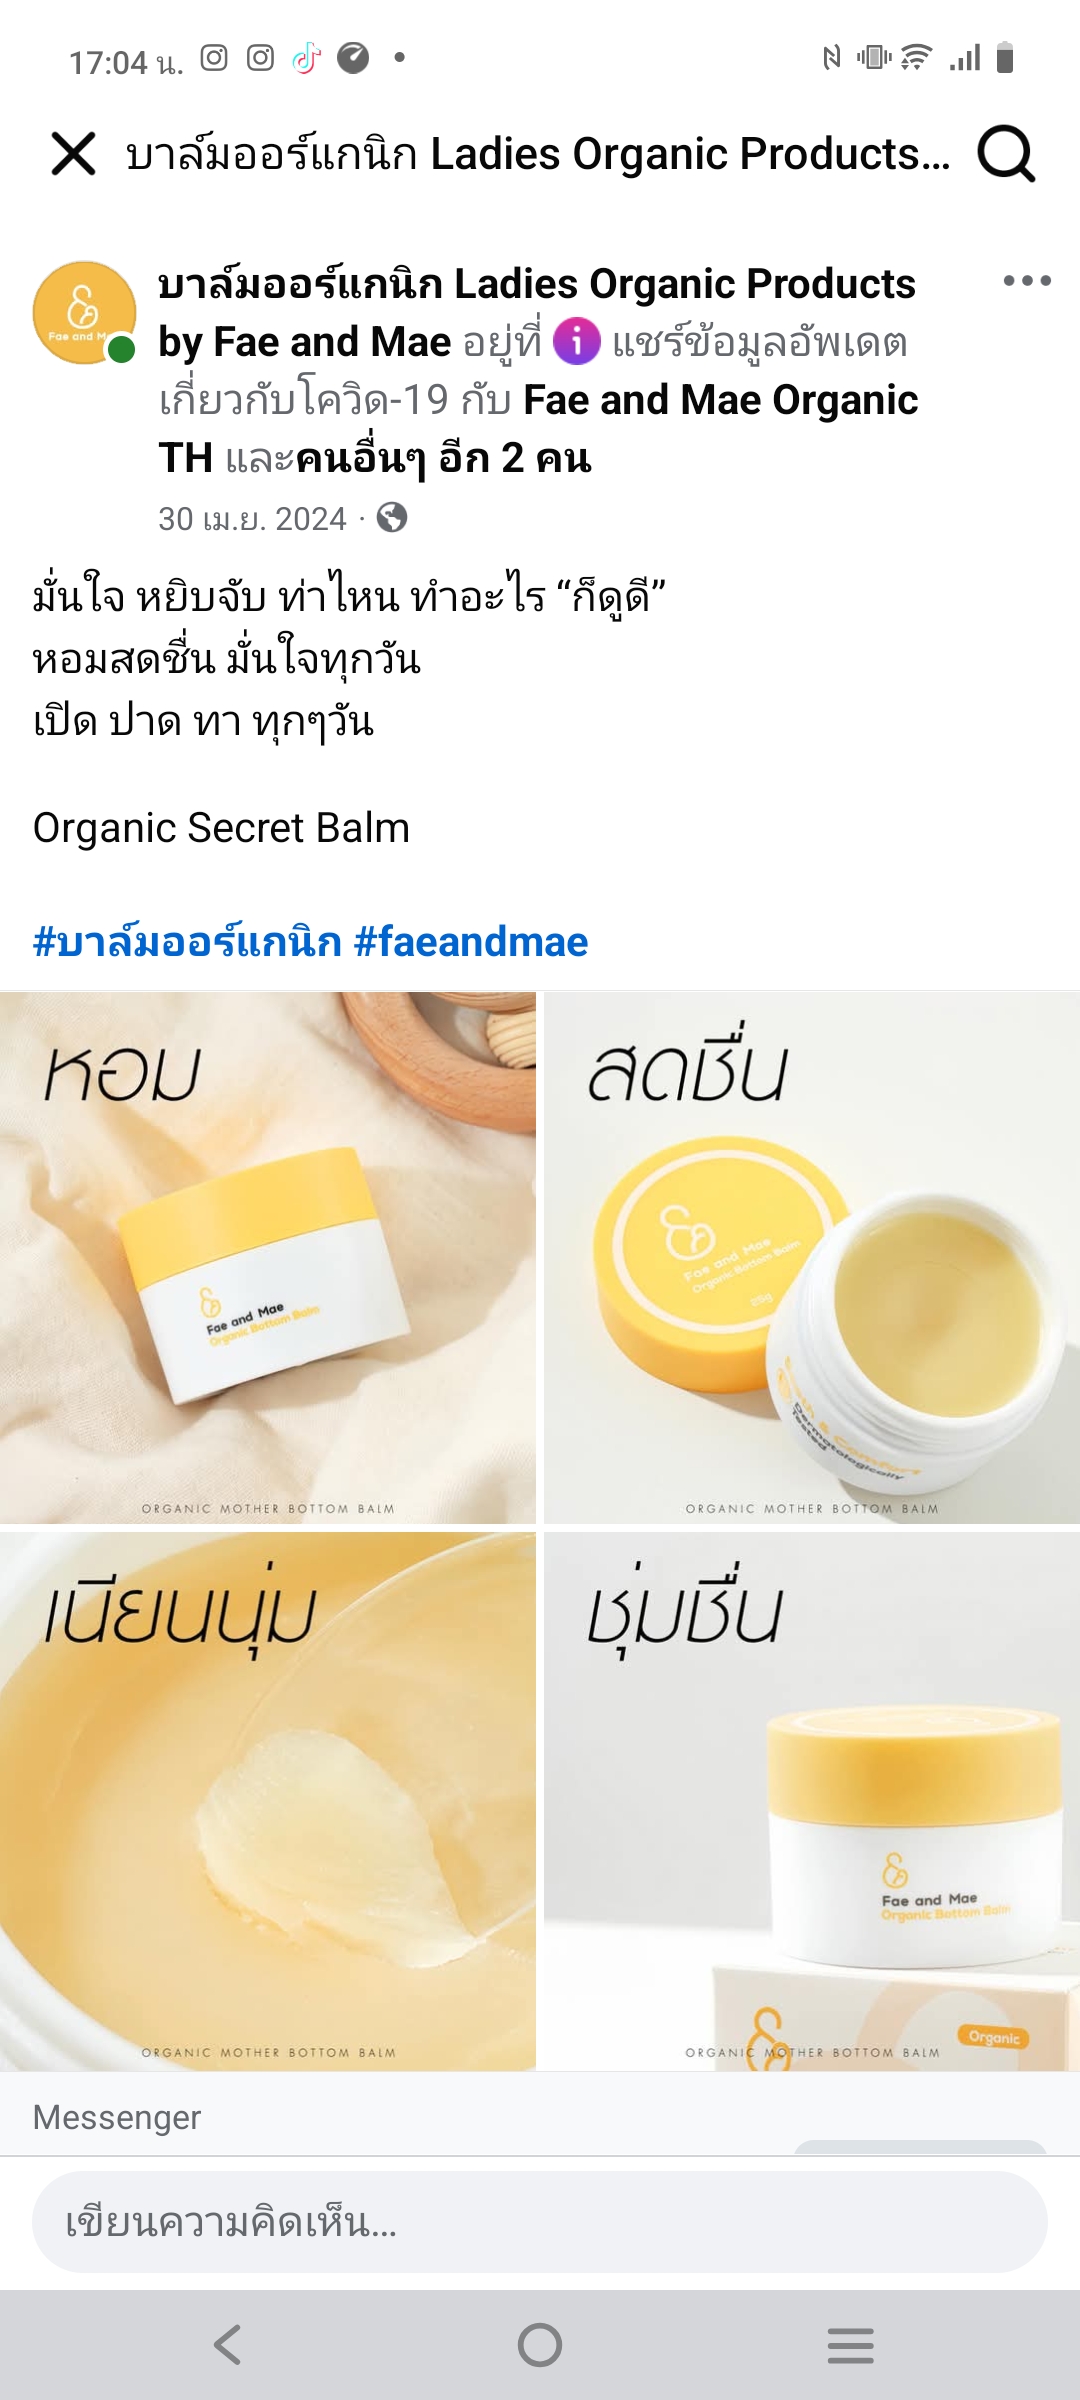 17:04 น.
บาล์มออร์แกนิก Ladies Organic Products...
บาล์มออร์แกนิก Ladies Organic Products
by Fae and Mae อยู่ที่ แชร์ข้อมูลอัพเดต
เกี่ยวกับโควิด-19 กับ Fae and Mae Organic
TH และคนอื่นๆ อีก 2 คน
30 เม.ย. 2024 ·
Fae and M
มั่นใจ หยิบจับ ท่าไหน ทำอะไร “ก็ดูดี”
หอมสดชื่น มั่นใจทุกวัน
เปิด ปาด ทา ทุกๆวัน
Organic Secret Balm
#บาล์มออร์แกนิก #faeandmae
หอม
Fae and Mae
Organic Bottom Balm
ORGANIC MOTHER BOTTOM BALM
สดชื่น
Fae and Mae
Organic Bottom Balm
25g
& Comfort
Dermatologically
Tested
ORGANIC MOTHER BOTTOM BALM
เนียนนุ่ม
ORGANIC MOTHER BOTTOM BALM
ชุ่มชื่น
Fae and Mae
Organic Bottom Balm
Organic
ORGANIC MOTHER BOTTOM BALM
Messenger
เขียนความคิดเห็น...